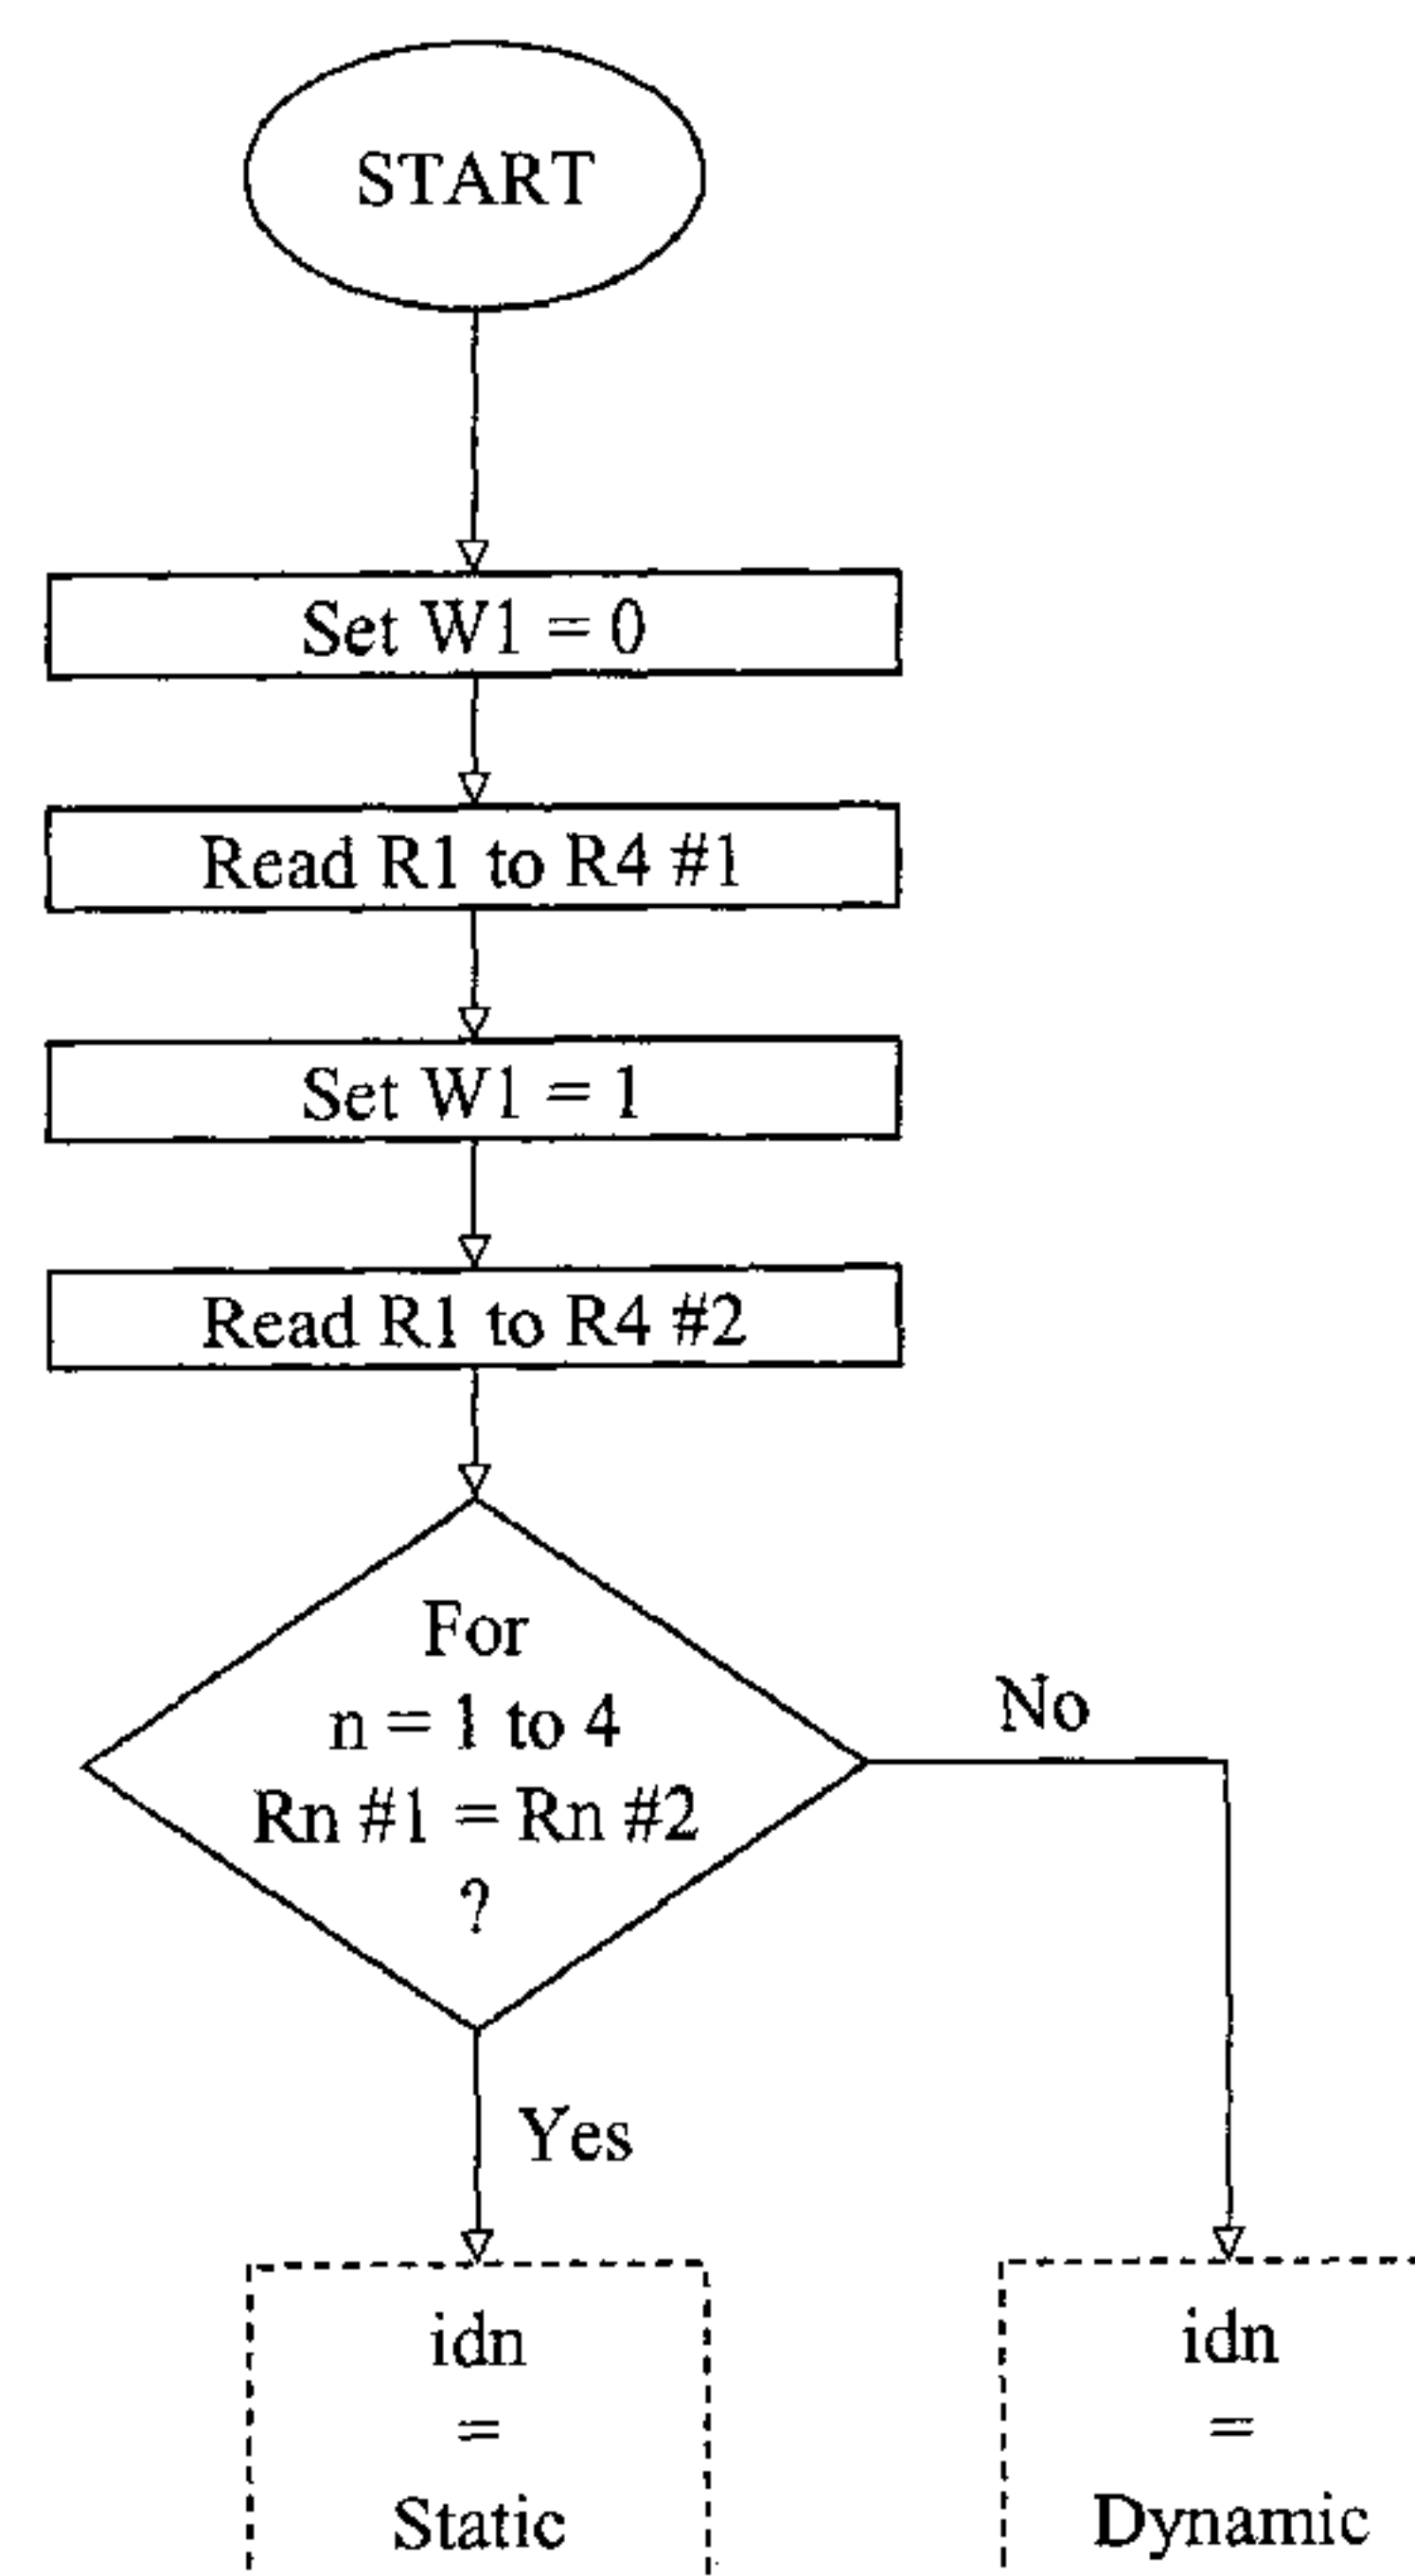 START
Set W1 = 0
Read R1 to R4 #1
Set W1 = 1
Read R1 to R4 #2
For
n = 1 to 4
Rn #1 = Rn #2
?
No
Yes
idn
=
Static
idn
=
Dynamic